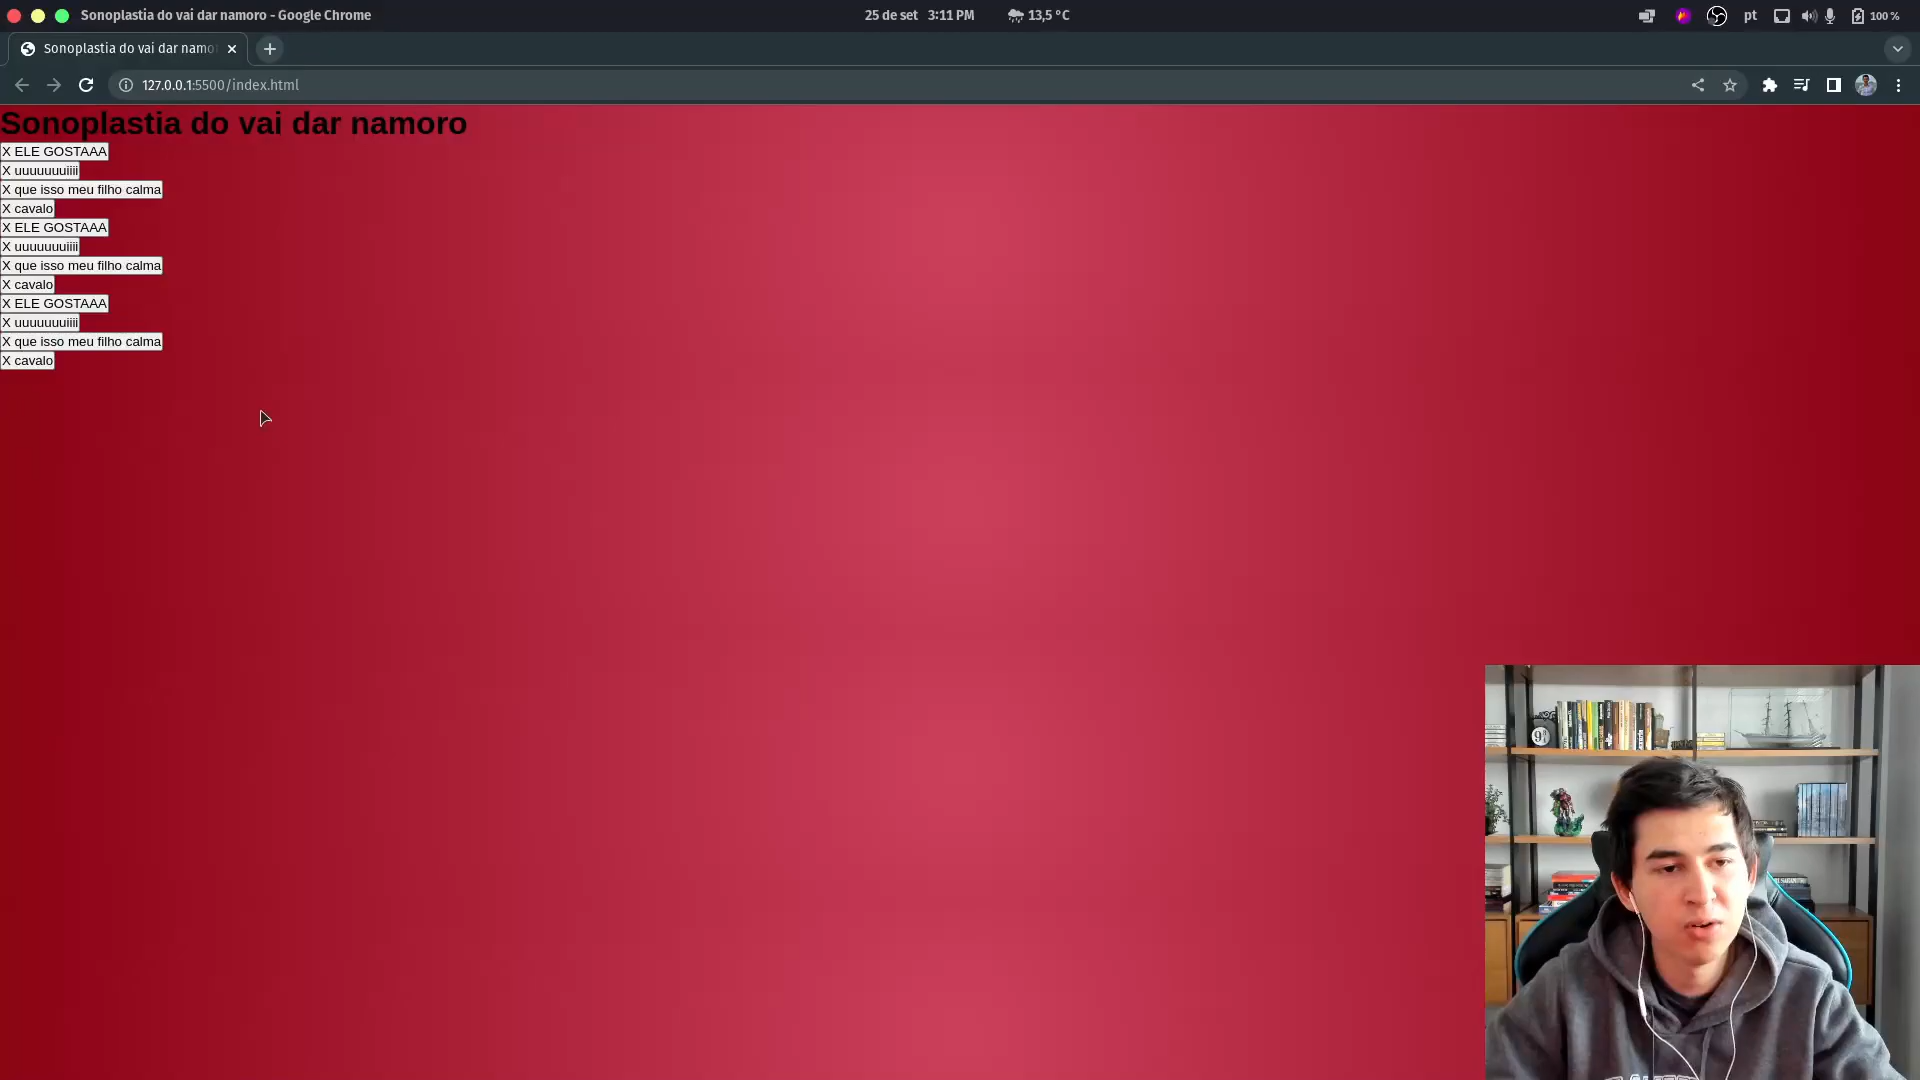 Sonoplastia do vai dar namoro - Google Chrome
25 de set 3:11 PM 13,5 °C
pt
100 %
Sonoplastia do vai dar namo
127.0.0.1:5500/index.html
Sonoplastia do vai dar namoro
X ELE GOSTAAA
X uuuuuuuiiii
X que isso meu filho calma
X cavalo
X ELE GOSTAAA
X uuuuuuuiiii
X que isso meu filho calma
X cavalo
X ELE GOSTAAA
X uuuuuuuiiii
X que isso meu filho calma
X cavalo